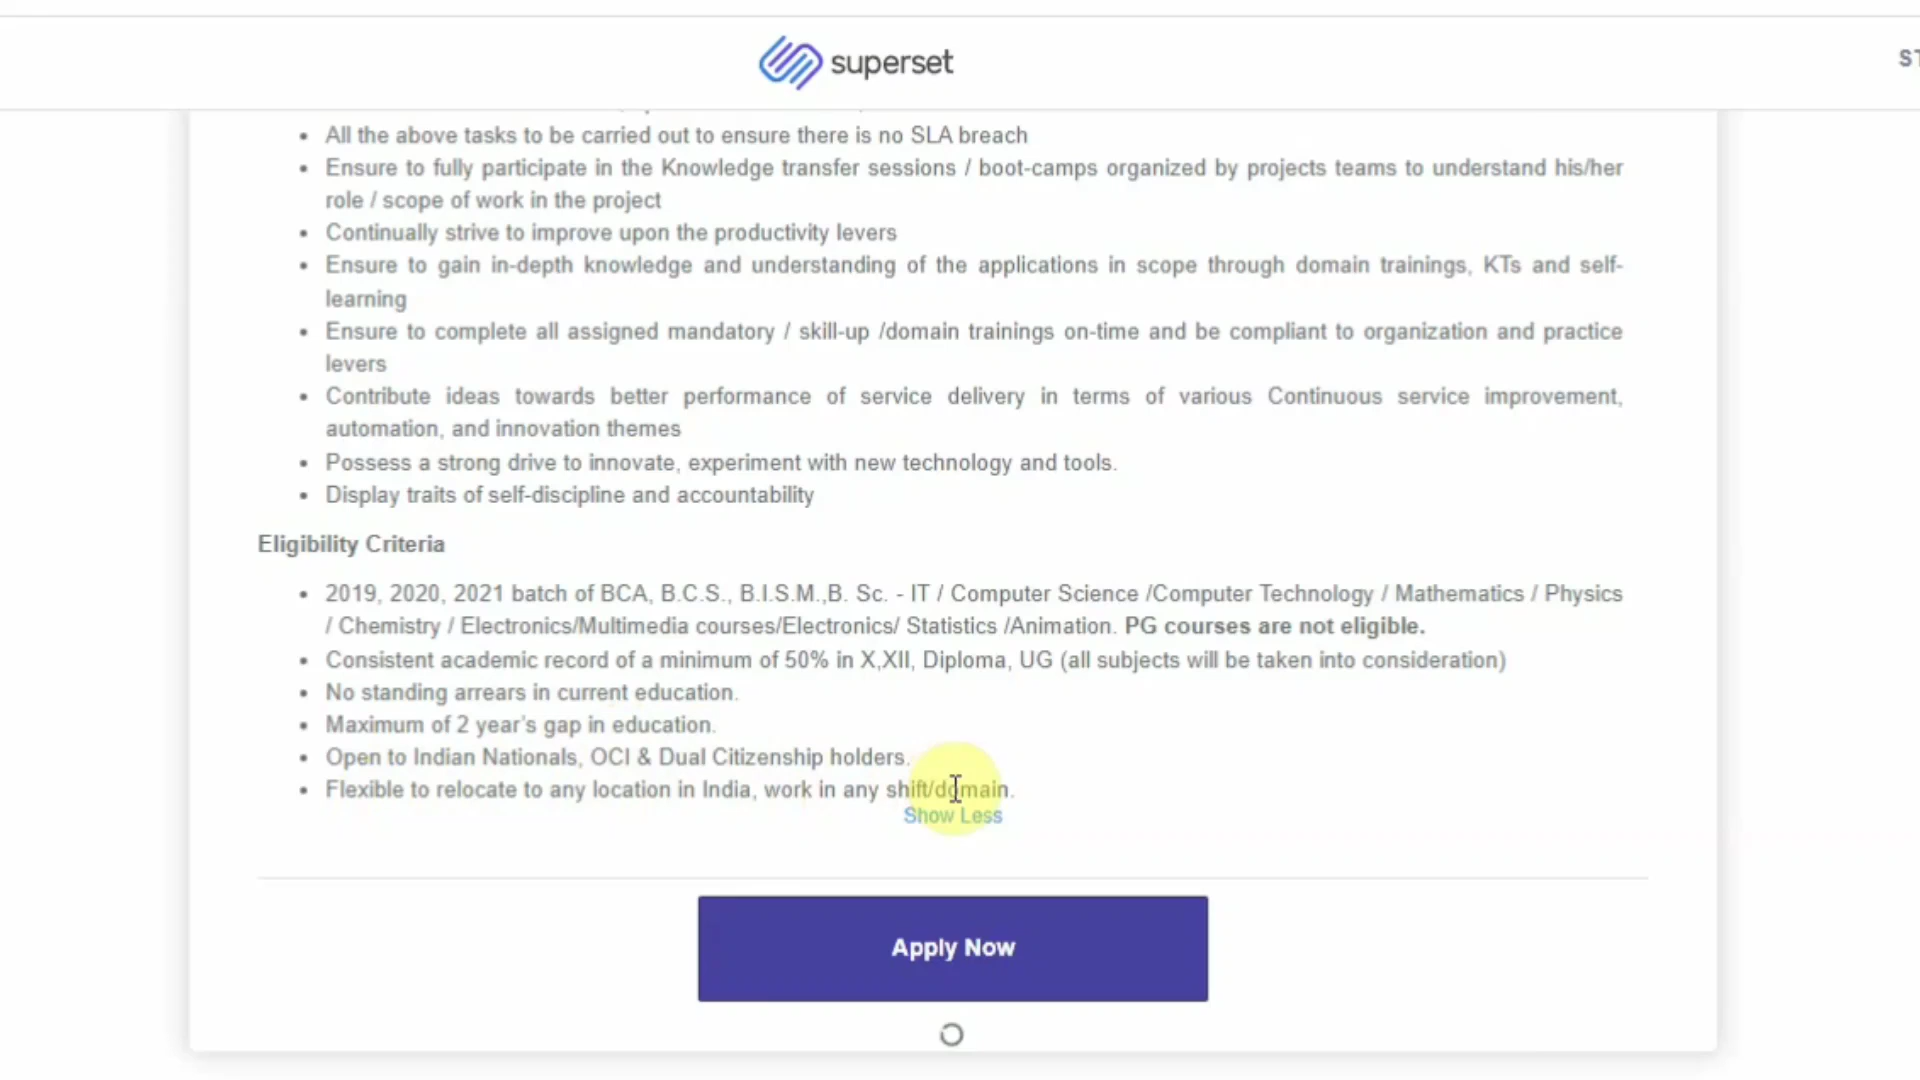 superset
ST
All the above tasks to be carried out to ensure there is no SLA breach
Ensure to fully participate in the Knowledge transfer sessions / boot-camps organized by projects teams to understand his/her
role / scope of work in the project
Continually strive to improve upon the productivity levers
Ensure to gain in-depth knowledge and understanding of the applications in scope through domain trainings, KTs and self-
learning
Ensure to complete all assigned mandatory / skill-up /domain trainings on-time and be compliant to organization and practice
levers
Contribute ideas towards better performance of service delivery in terms of various Continuous service improvement,
automation, and innovation themes
Possess a strong drive to innovate, experiment with new technology and tools.
Display traits of self-discipline and accountability
Eligibility Criteria
2019, 2020, 2021 batch of BCA, B.C.S., B.I.S.M.,B. Sc. - IT / Computer Science /Computer Technology / Mathematics / Physics
/ Chemistry / Electronics/Multimedia courses/Electronics/ Statistics /Animation. PG courses are not eligible.
Consistent academic record of a minimum of 50% in X,XII, Diploma, UG (all subjects will be taken into consideration)
No standing arrears in current education.
Maximum of 2 year's gap in education.
Open to Indian Nationals, OCI & Dual Citizenship holders.
Flexible to relocate to any location in India, work in any shift/domain.
Show Less
Apply Now